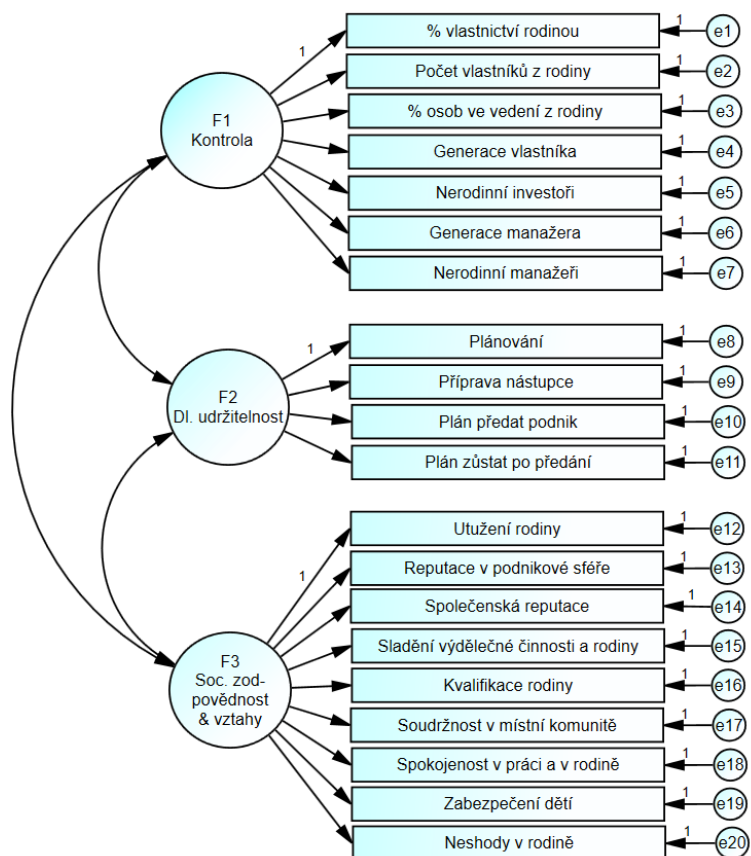 F1
Kontrola
1
% vlastnictví rodinou
1
e1
Počet vlastníků z rodiny
1
e2
% osob ve vedení z rodiny
1
e3
Generace vlastníka
1
e4
Nerodinní investoři
1
e5
Generace manažera
1
e6
Nerodinní manažeři
1
e7
F2
Dl. udržitelnost
1
Plánování
1
e8
Příprava nástupce
1
e9
Plán předat podnik
1
e10
Plán zůstat po předání
1
e11
F3
Soc. zod-
povědnost
& vztahy
1
Utužení rodiny
1
e12
Reputace v podnikové sféře
1
e13
Společenská reputace
1
e14
Sladění výdělečné činnosti a rodiny
1
e15
Kvalifikace rodiny
1
e16
Soudržnost v místní komunitě
1
e17
Spokojenost v práci a v rodině
1
e18
Zabezpečení dětí
1
e19
Neshody v rodině
1
e20